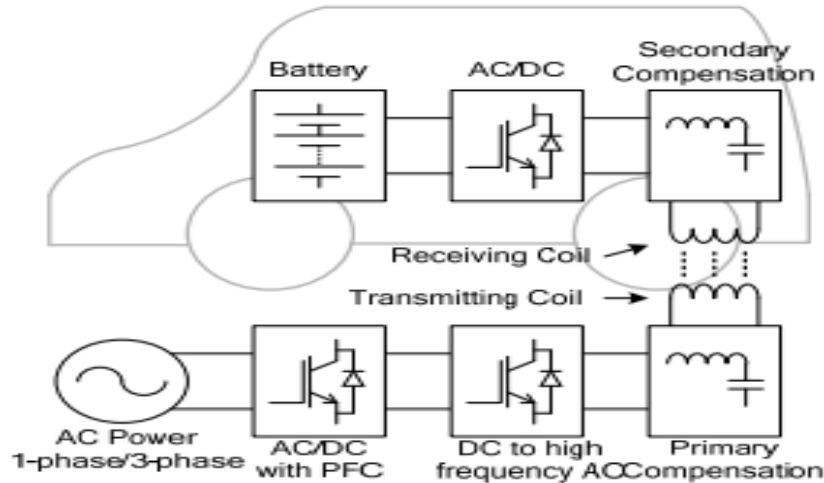 Battery
AC/DC
Secondary
Compensation
Receiving Coil
Transmitting Coil
AC Power
1-phase/3-phase
AC/DC
with PFC
DC to high
frequency AC
Primary
Compensation